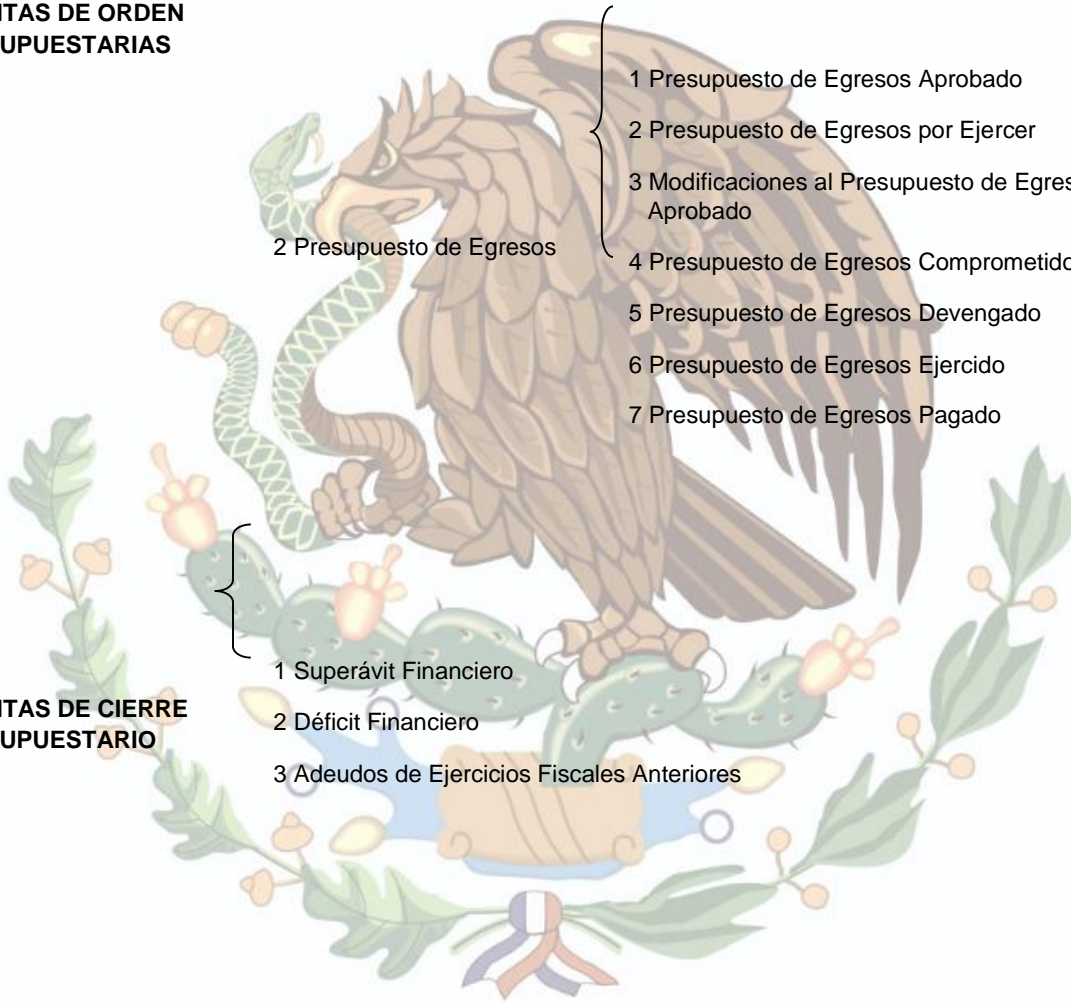 ITAS DE ORDEN
UPUESTARIAS
1 Presupuesto de Egresos Aprobado
2 Presupuesto de Egresos por Ejercer
3 Modificaciones al Presupuesto de Egres
Aprobado
2 Presupuesto de Egresos
4 Presupuesto de Egresos Comprometido
5 Presupuesto de Egresos Devengado
6 Presupuesto de Egresos Ejercido
7 Presupuesto de Egresos Pagado
1 Superávit Financiero
ITAS DE CIERRE
UPUESTARIO
2 Déficit Financiero
3 Adeudos de Ejercicios Fiscales Anteriores